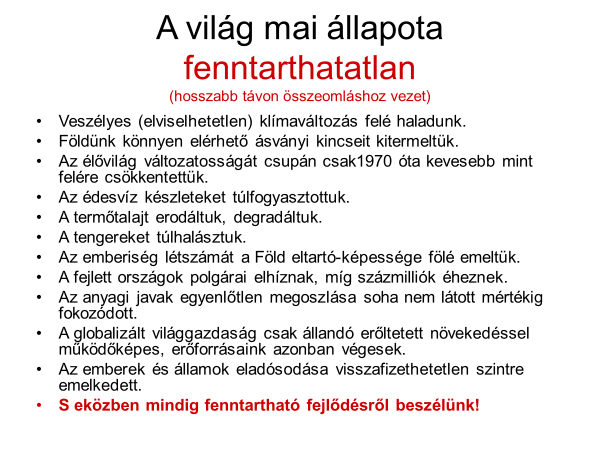 A világ mai állapota
fenntarthatatlan
(hosszabb távon összeomláshoz vezet)
• Veszélyes (elviselhetetlen) klímaváltozás felé haladunk.
• Földünk könnyen elérhető ásványi kincseit kitermeltük.
• Az élővilág változatosságát csupán csak1970 óta kevesebb mint
felére csökkentettük.
• Az édesvíz készleteket túlfogyasztottuk.
• A termőtalajt erodáltuk, degradáltuk.
• A tengereket túlhalásztuk.
• Az emberiség létszámát a Föld eltartó-képessége fölé emeltük.
• A fejlett országok polgárai elhíznak, míg százmilliók éheznek.
• Az anyagi javak egyenlőtlen megoszlása soha nem látott mértékig
fokozódott.
• A globalizált világgazdaság csak állandó erőltetett növekedéssel
működőképes, erőforrásaink azonban végesek.
• Az emberek és államok eladósodása visszafizethetetlen szintre
emelkedett.
• S eközben mindig fenntartható fejlődésről beszélünk!